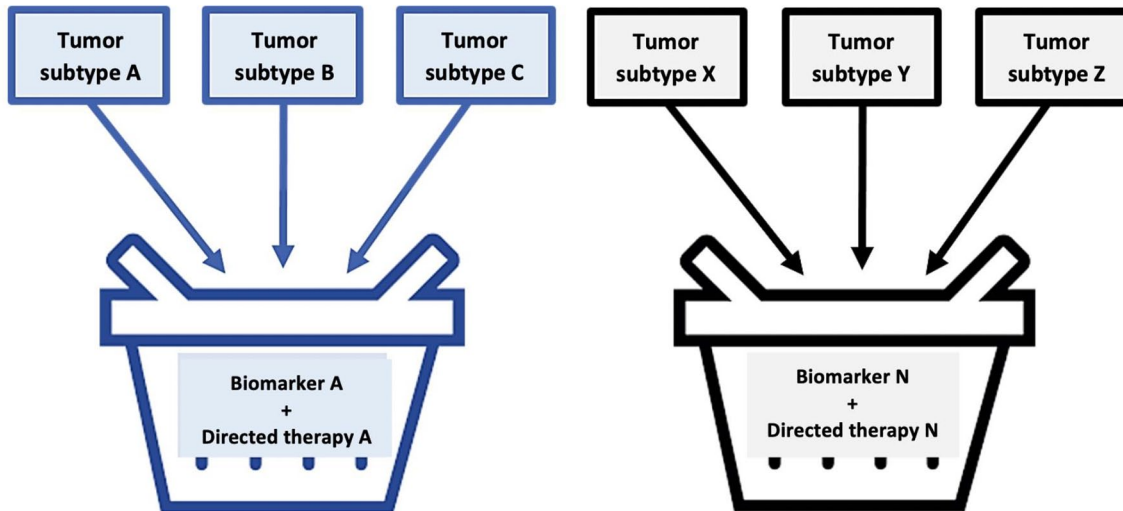 Tumor
subtype A
Tumor
subtype B
Tumor
subtype C
Tumor
subtype X
Tumor
subtype Y
Tumor
subtype Z
Biomarker A
+
Directed therapy A
Biomarker N
+
Directed therapy N